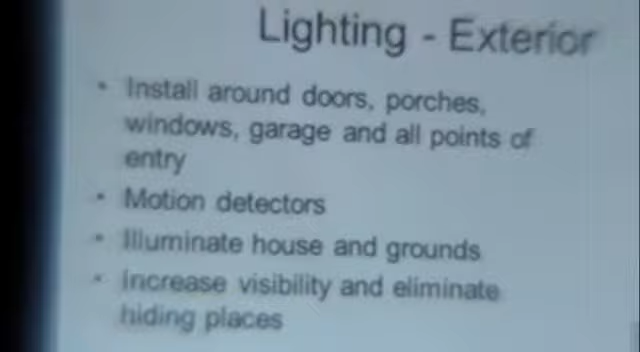 Lighting - Exterior
• Install around doors, porches,
windows, garage and all points of
entry
• Motion detectors
• Illuminate house and grounds
• Increase visibility and eliminate
hiding places